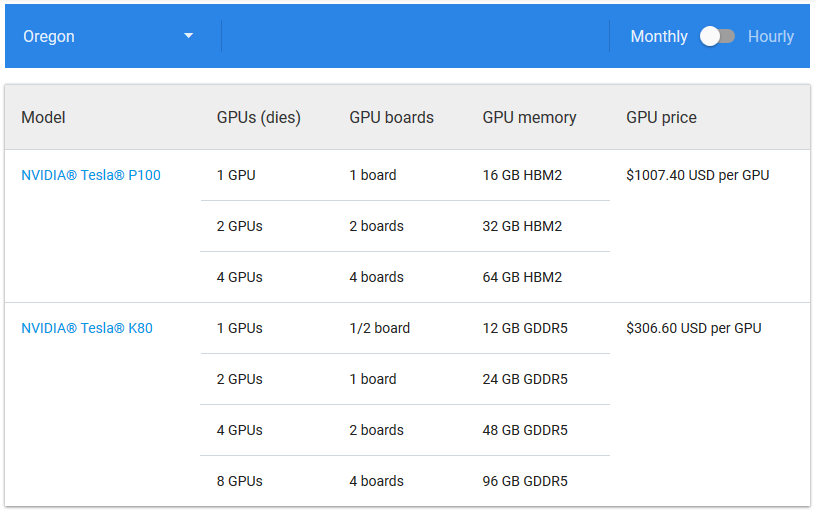 Oregon Monthly Hourly
Model GPUs (dies) GPU boards GPU memory GPU price
NVIDIA® Tesla® P100 1 GPU 1 board 16 GB HBM2 $1007.40 USD per GPU
2 GPUs 2 boards 32 GB HBM2
4 GPUs 4 boards 64 GB HBM2
NVIDIA® Tesla® K80 1 GPUs 1/2 board 12 GB GDDR5 $306.60 USD per GPU
2 GPUs 1 board 24 GB GDDR5
4 GPUs 2 boards 48 GB GDDR5
8 GPUs 4 boards 96 GB GDDR5